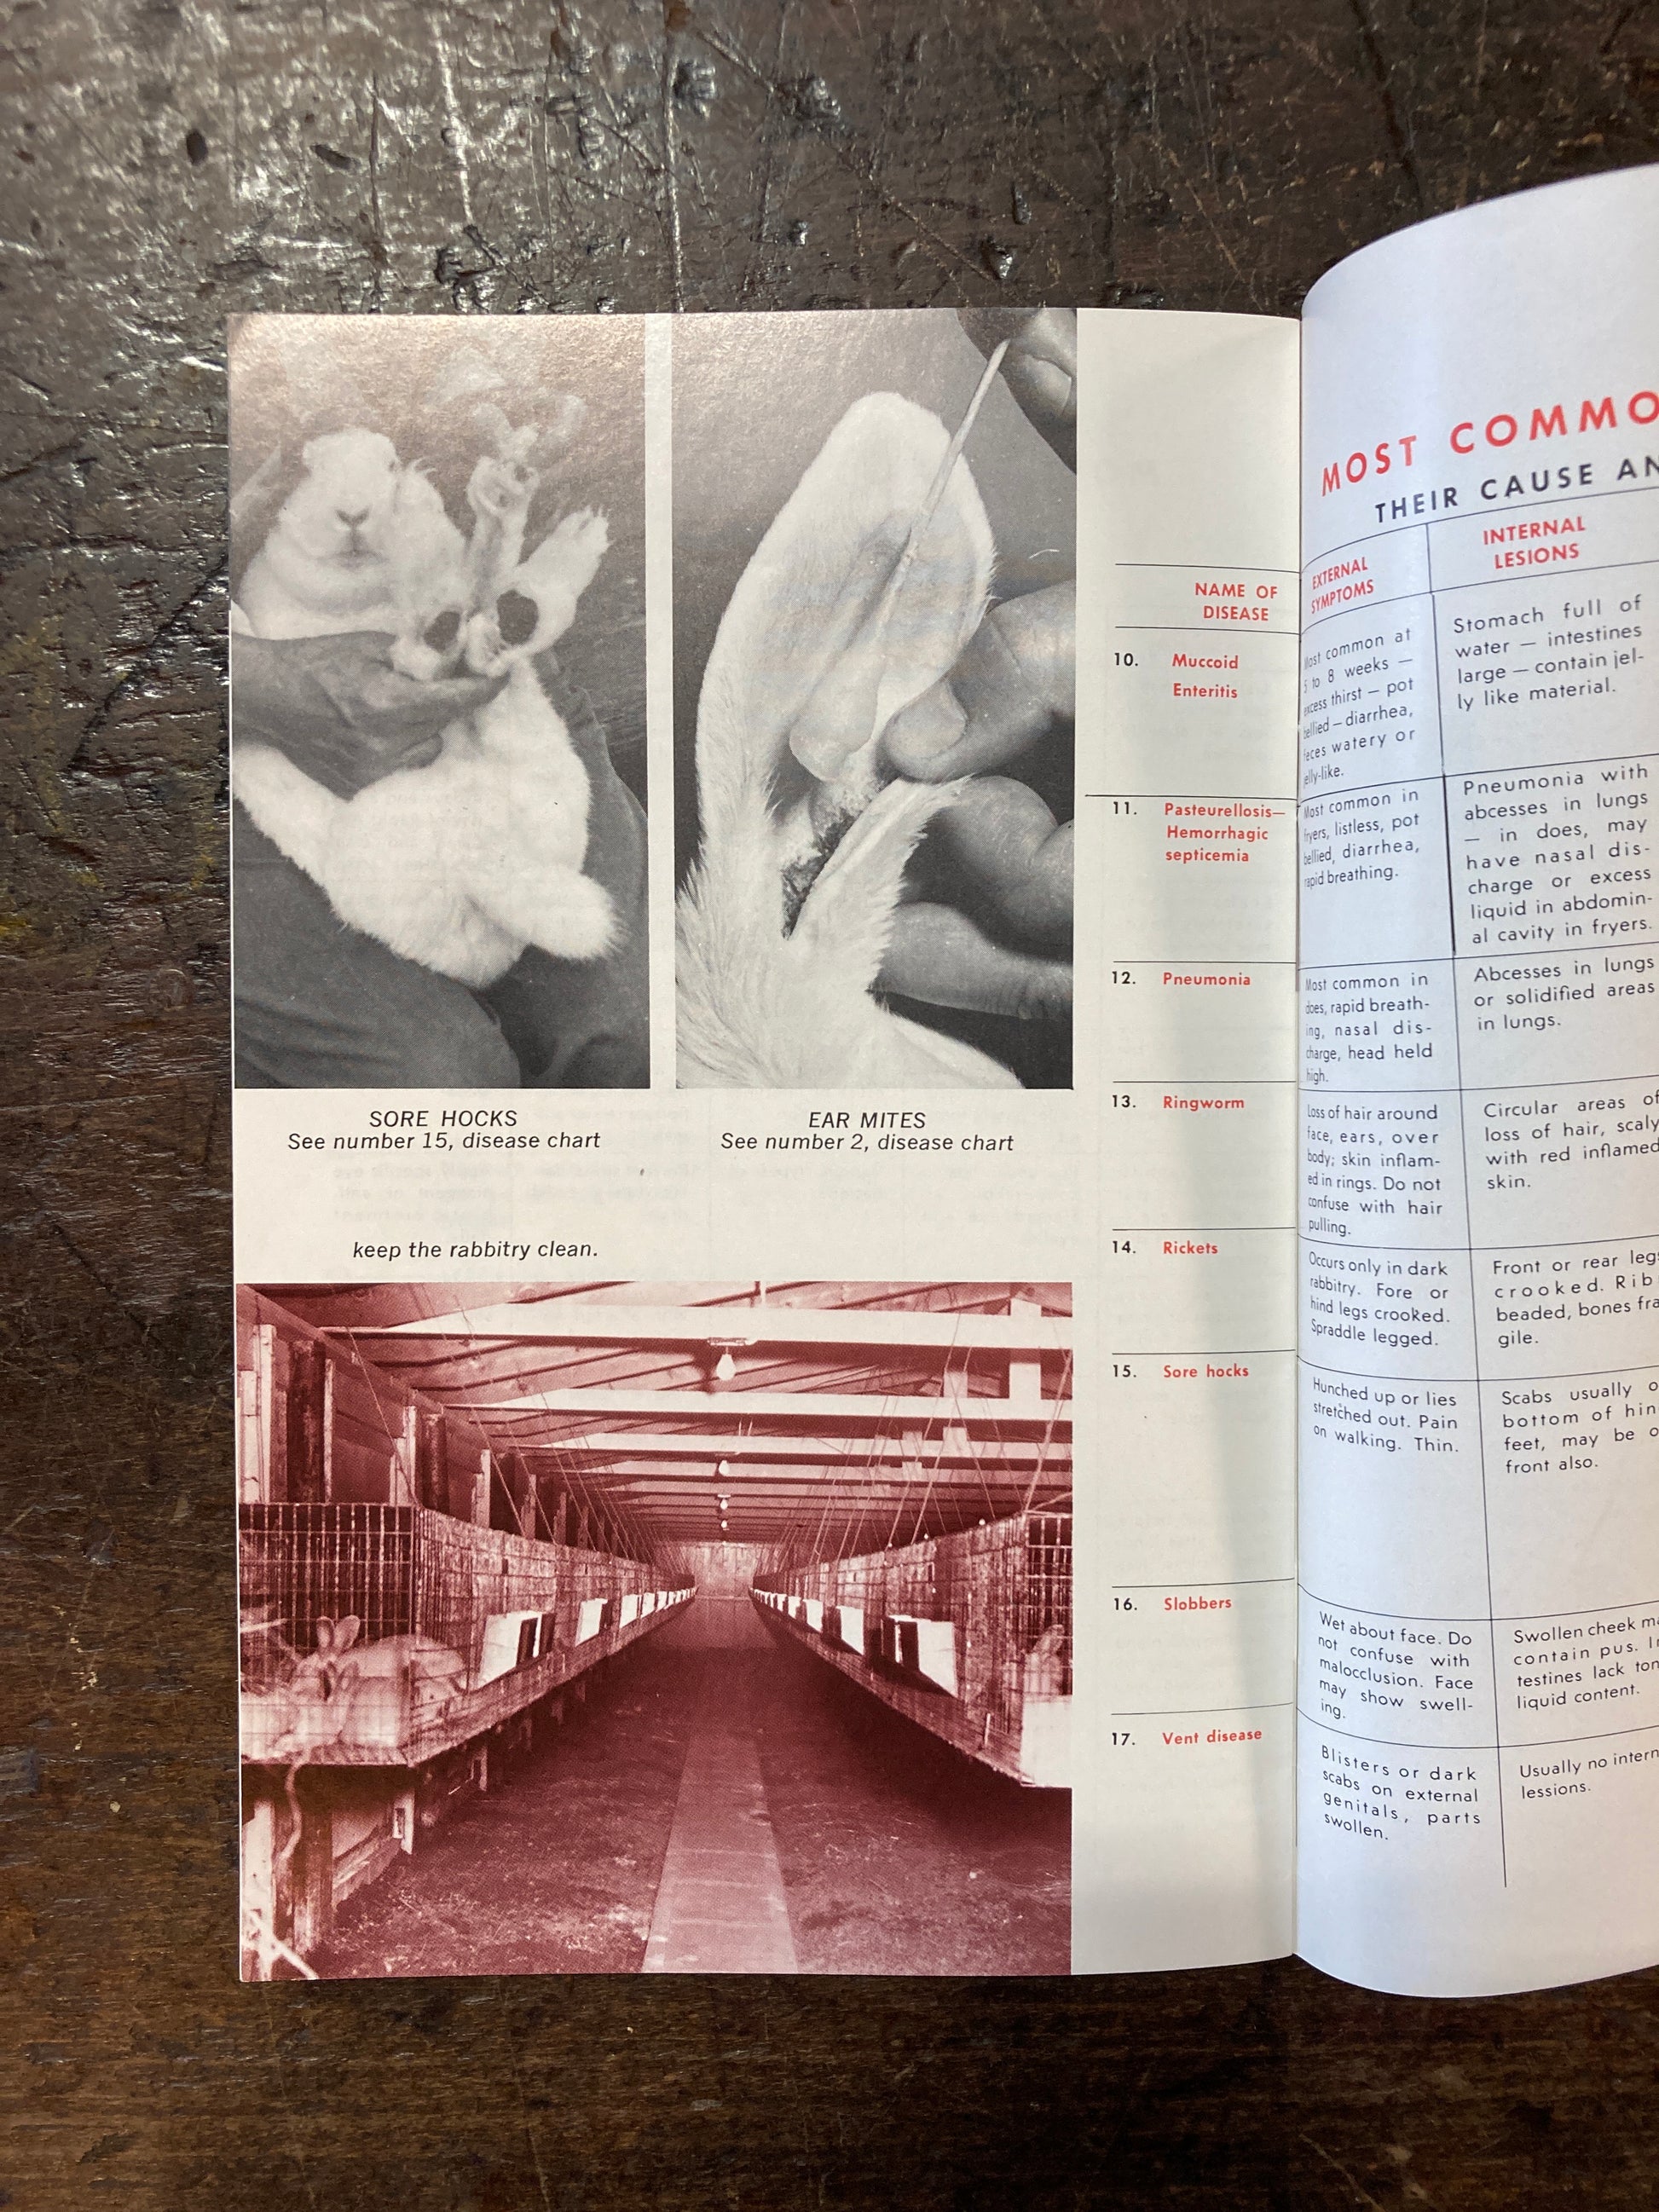 SORE HOCKS
See number 15, disease chart
EAR MITES
See number 2, disease chart
keep the rabbitry clean.
NAME OF
DISEASE
10. Muccoid
Enteritis
11. Pasteurellosis—
Hemorrhagic
septicemia
12. Pneumonia
13. Ringworm
14. Rickets
15. Sore hocks
16. Slobbers
17. Vent disease
MOST COMMO
THEIR CAUSE AN
EXTERNAL
SYMPTOMS
Most common at
5 to 8 weeks —
excess thirst — pot
bellied — diarrhea,
feces watery or
jelly-like.
Most common in
fryers, listless, pot
bellied, diarrhea,
rapid breathing.
Most common in
does, rapid breath-
ing, nasal dis-
charge, head held
high.
Loss of hair around
face, ears, over
body; skin inflam-
ed in rings. Do not
confuse with hair
pulling.
Occurs only in dark
rabbitry. Fore or
hind legs crooked.
Spraddle legged.
Hunched up or lies
stretched out. Pain
on walking. Thin.
Wet about face. Do
not confuse with
malocclusion. Face
may show swell-
ing.
Blisters or dark
scabs on external
genitals, parts
swollen.
INTERNAL
LESIONS
Stomach full of
water — intestines
large — contain jel-
ly like material.
Pneumonia with
abcesses in lungs
— in does, may
have nasal dis-
charge or excess
liquid in abdomin-
al cavity in fryers.
Abcesses in lungs
or solidified areas
in lungs.
Circular areas of
loss of hair, scaly
with red inflamed
skin.
Front or rear legs
crooked. Rib
beaded, bones fra
gile.
Scabs usually o
bottom of hin
feet, may be o
front also.
Swollen cheek ma
contain pus. I
testines lack ton
liquid content.
Usually no intern
lessions.